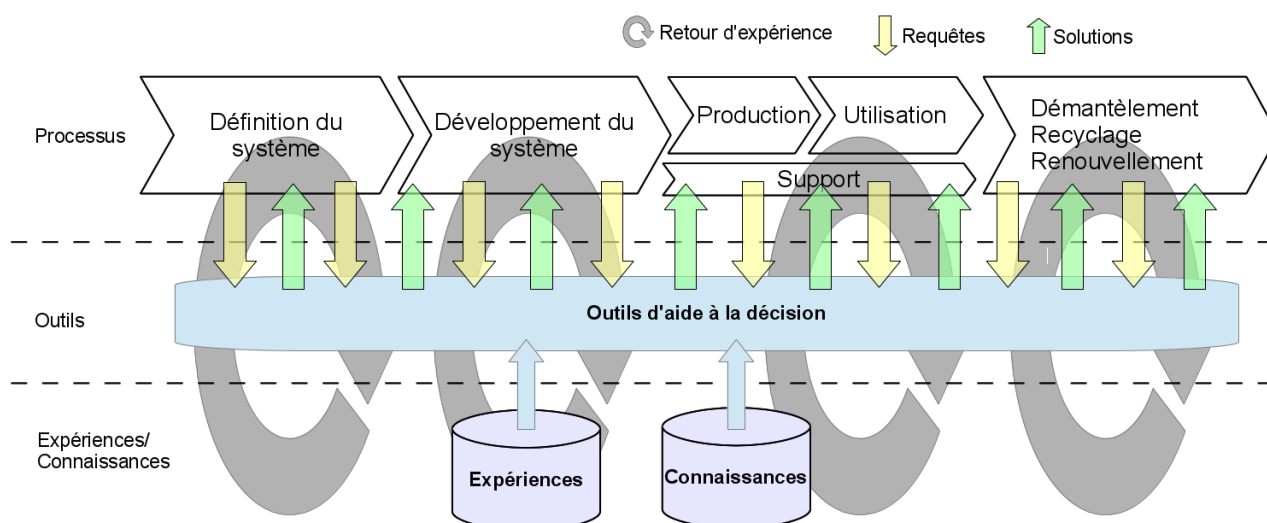 Retour d'expérience
Requêtes
Solutions
Processus
Définition du
système
Développement du
système
Production
Utilisation
Support
Démantèlement
Recyclage
Renouvellement
Outils
Outils d'aide à la décision
Expériences/
Connaissances
Expériences
Connaissances